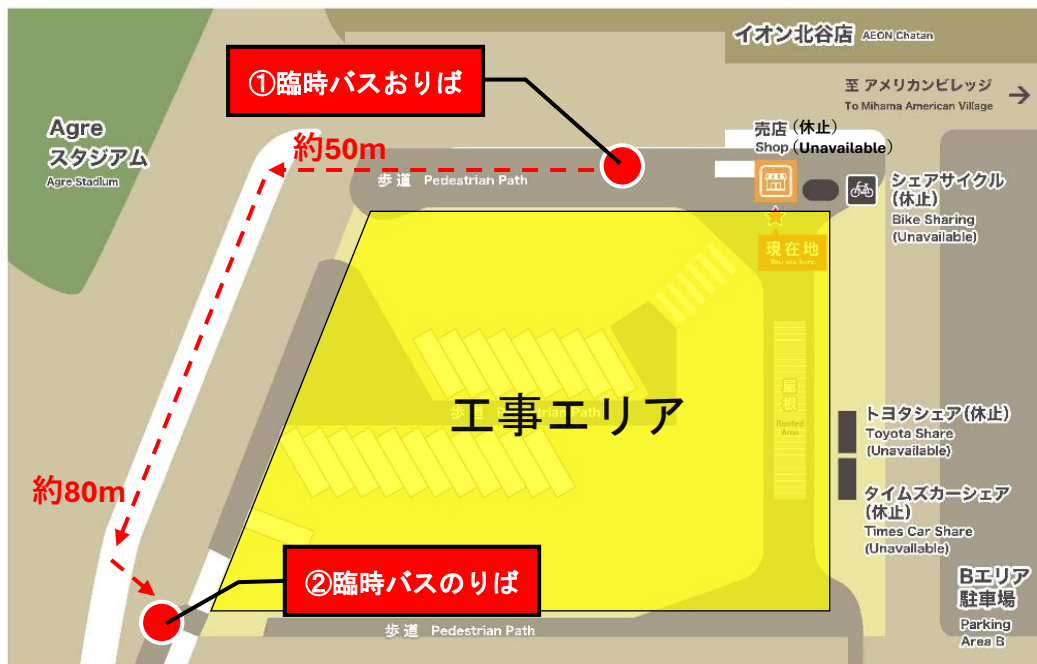 イオン北谷店 AEON Chatan
①臨時バスおりば
至 アメリカンビレッジ
To Mihama American Village
Agre
スタジアム
Agre Stadium
約50m
売店(休止)
Shop(Unavailable)
歩道 Pedestrian Path
シェアサイクル
(休止)
Bike Sharing
(Unavailable)
現在地
You are here.
屋根
Roofed
Area
歩道 Pedestrian Path
工事エリア
トヨタシェア(休止)
Toyota Share
(Unavailable)
約80m
タイムズカーシェア
(休止)
Times Car Share
(Unavailable)
②臨時バスのりば
Bエリア
駐車場
Parking
Area B
歩道 Pedestrian Path